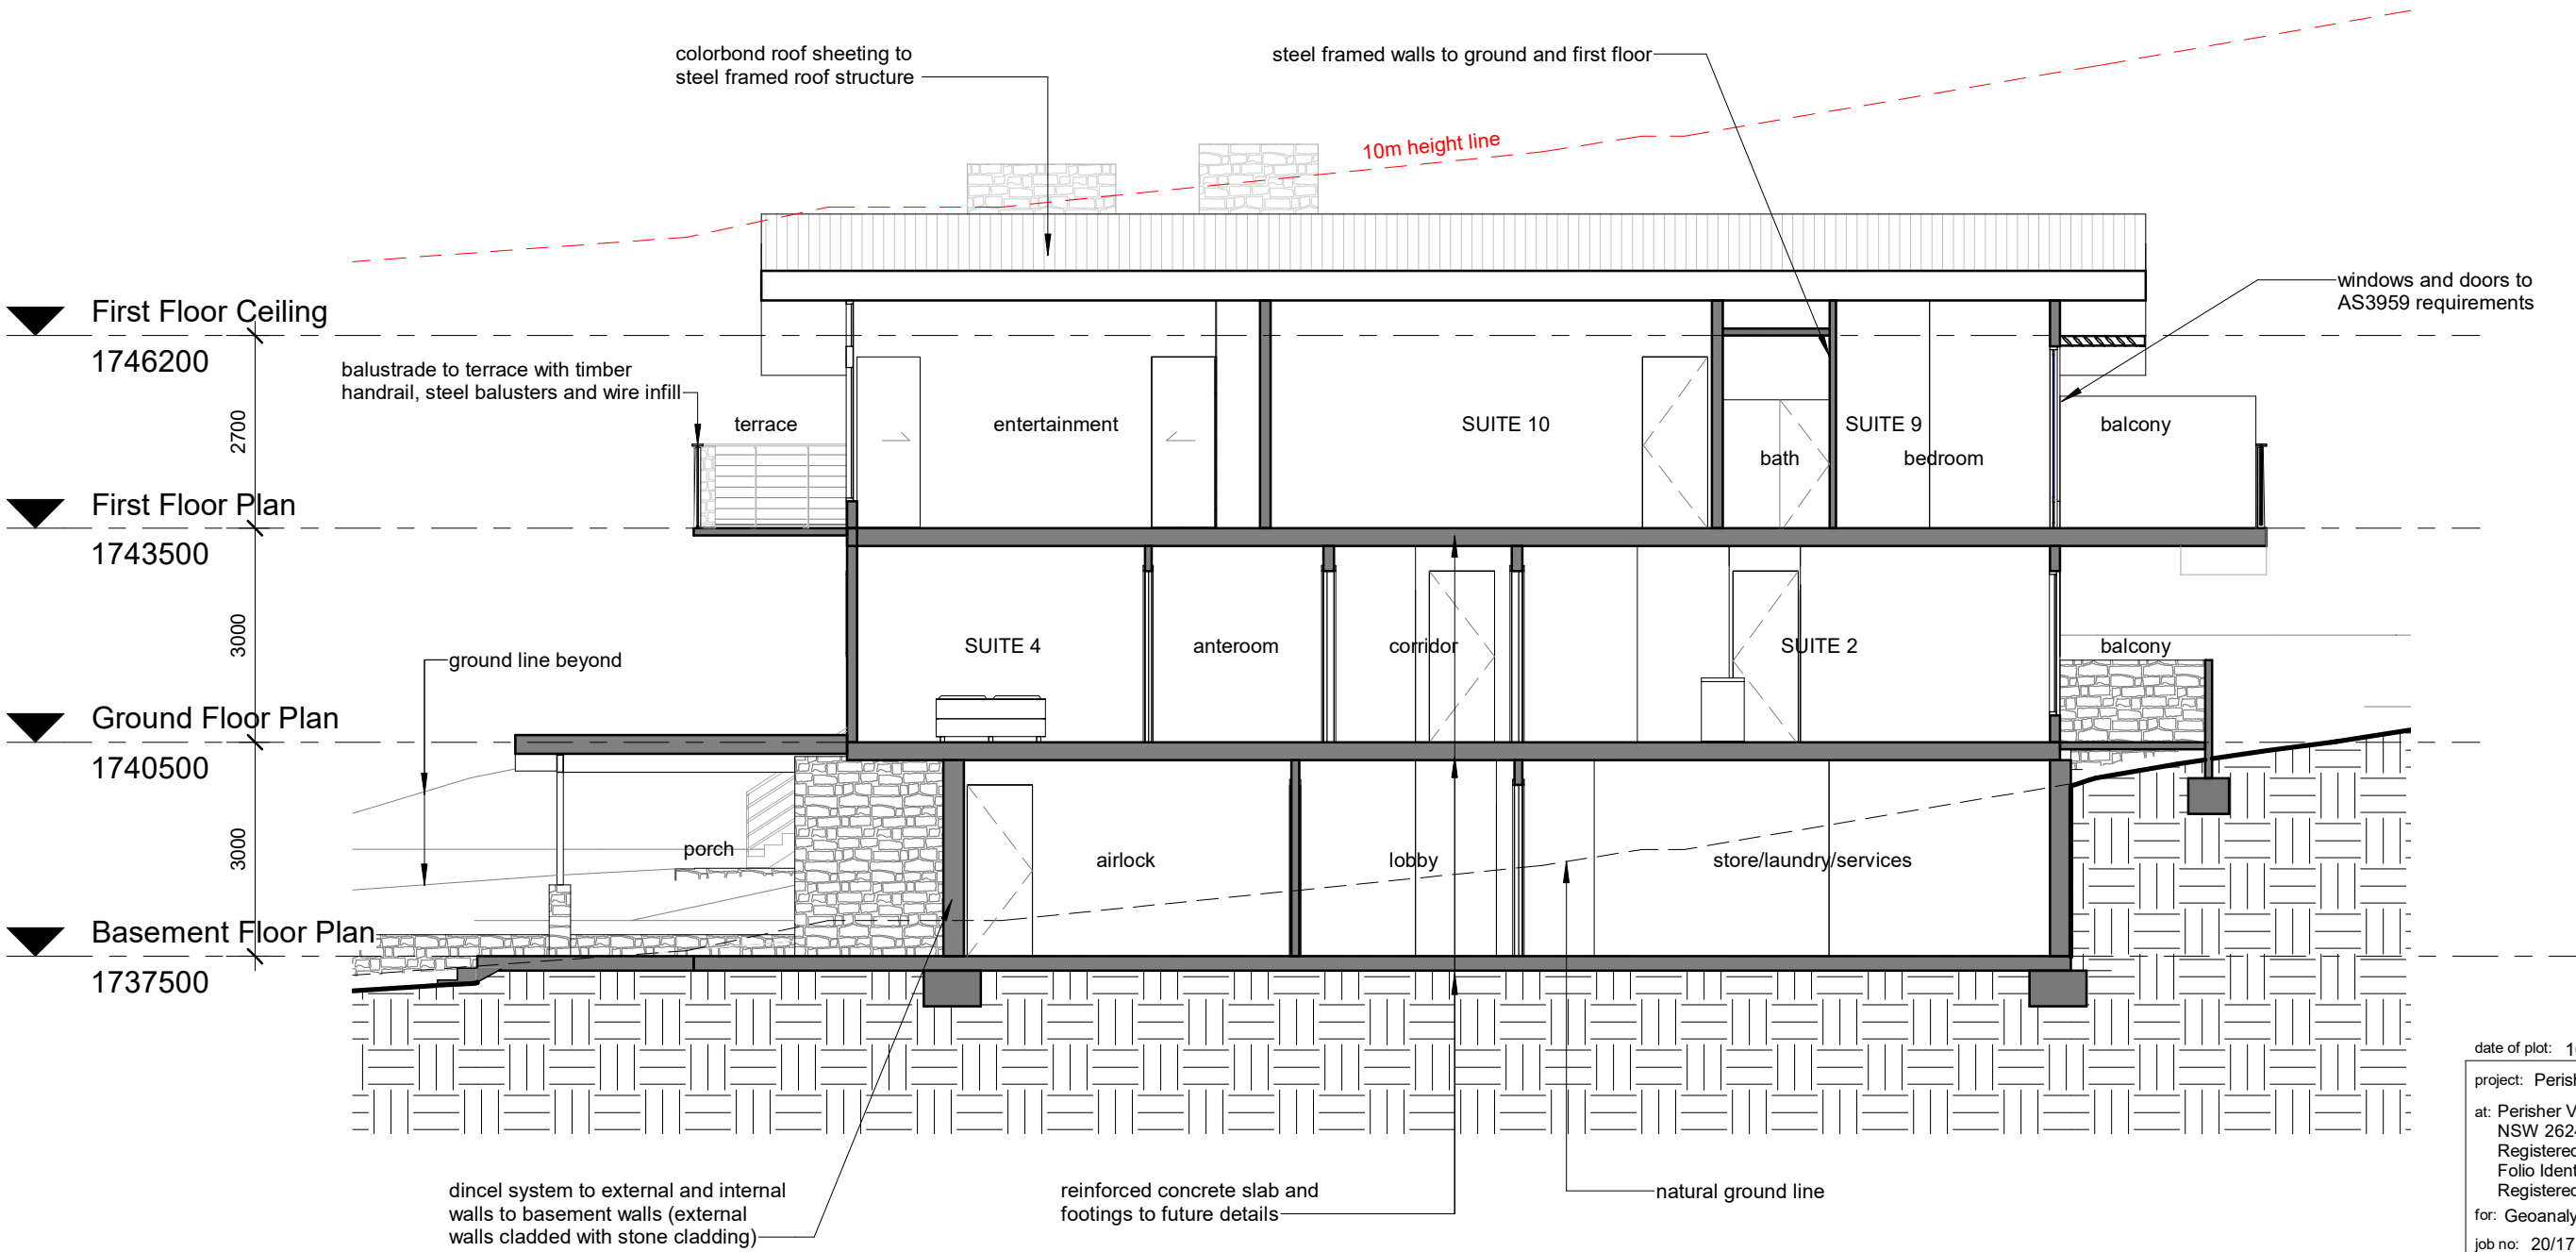 colorbond roof sheeting to
steel framed roof structure
steel framed walls to ground and first floor
10m height line
windows and doors to
AS3959 requirements
First Floor Ceiling
1746200
balustrade to terrace with timber
handrail, steel balusters and wire infill
2700
terrace
entertainment
SUITE 10
SUITE 9
bath
bedroom
balcony
First Floor Plan
1743500
3000
ground line beyond
SUITE 4
anteroom
corridor
SUITE 2
balcony
Ground Floor Plan
1740500
3000
porch
airlock
lobby
store/laundry/services
Basement Floor Plan
1737500
dincel system to external and internal
walls to basement walls (external
walls cladded with stone cladding)
reinforced concrete slab and
footings to future details
natural ground line
date of plot:
project:
at: Perisher
NSW
for:
job no: 20/17